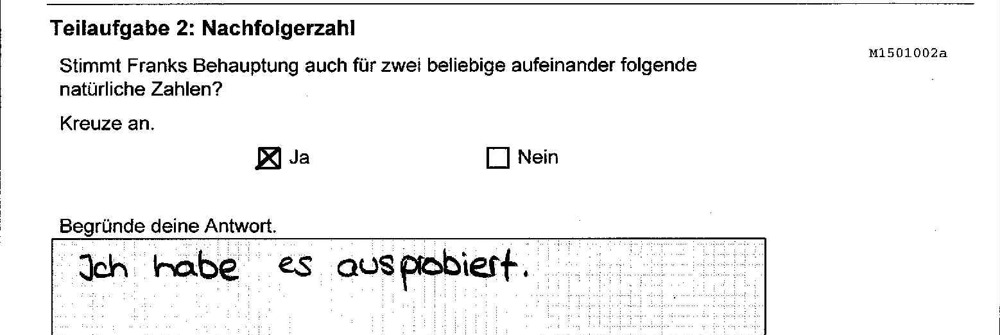 Teilaufgabe 2: Nachfolgerzahl
M1501002a
Stimmt Franks Behauptung auch für zwei beliebige aufeinander folgende
natürliche Zahlen?
Kreuze an.
Ja Nein
Begründe deine Antwort.
Ich habe es ausprobiert.